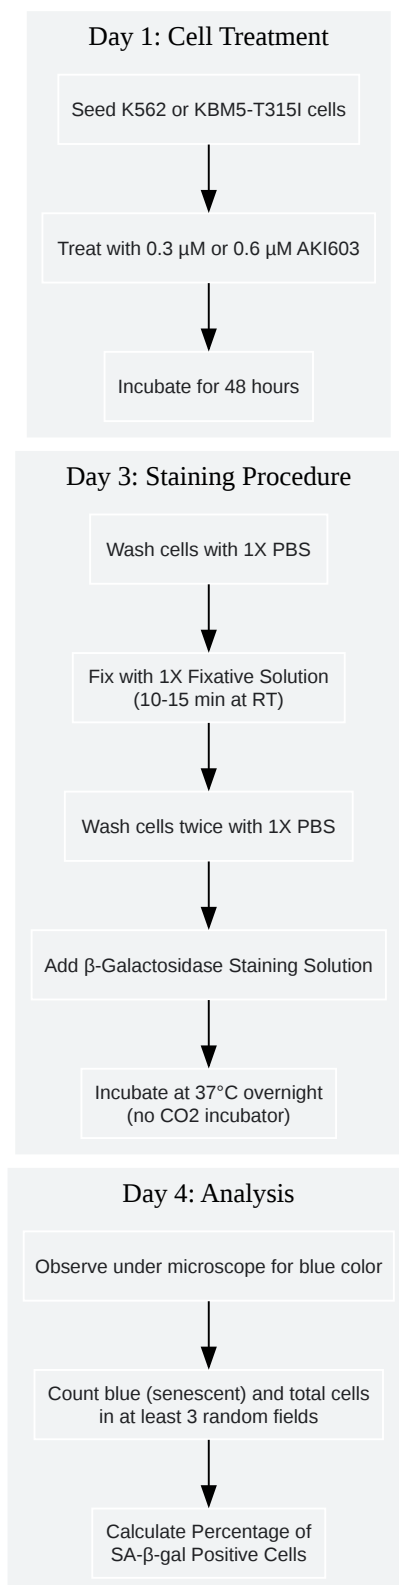 Day 1: Cell Treatment
Seed K562 or KBM5-T315I cells
Treat with 0.3 µM or 0.6 µM AKI603
Incubate for 48 hours
Day 3: Staining Procedure
Wash cells with 1X PBS
Fix with 1X Fixative Solution
(10-15 min at RT)
Wash cells twice with 1X PBS
Add β-Galactosidase Staining Solution
Incubate at 37°C overnight
(no CO2 incubator)
Day 4: Analysis
Observe under microscope for blue color
Count blue (senescent) and total cells
in at least 3 random fields
Calculate Percentage of
SA-β-gal Positive Cells